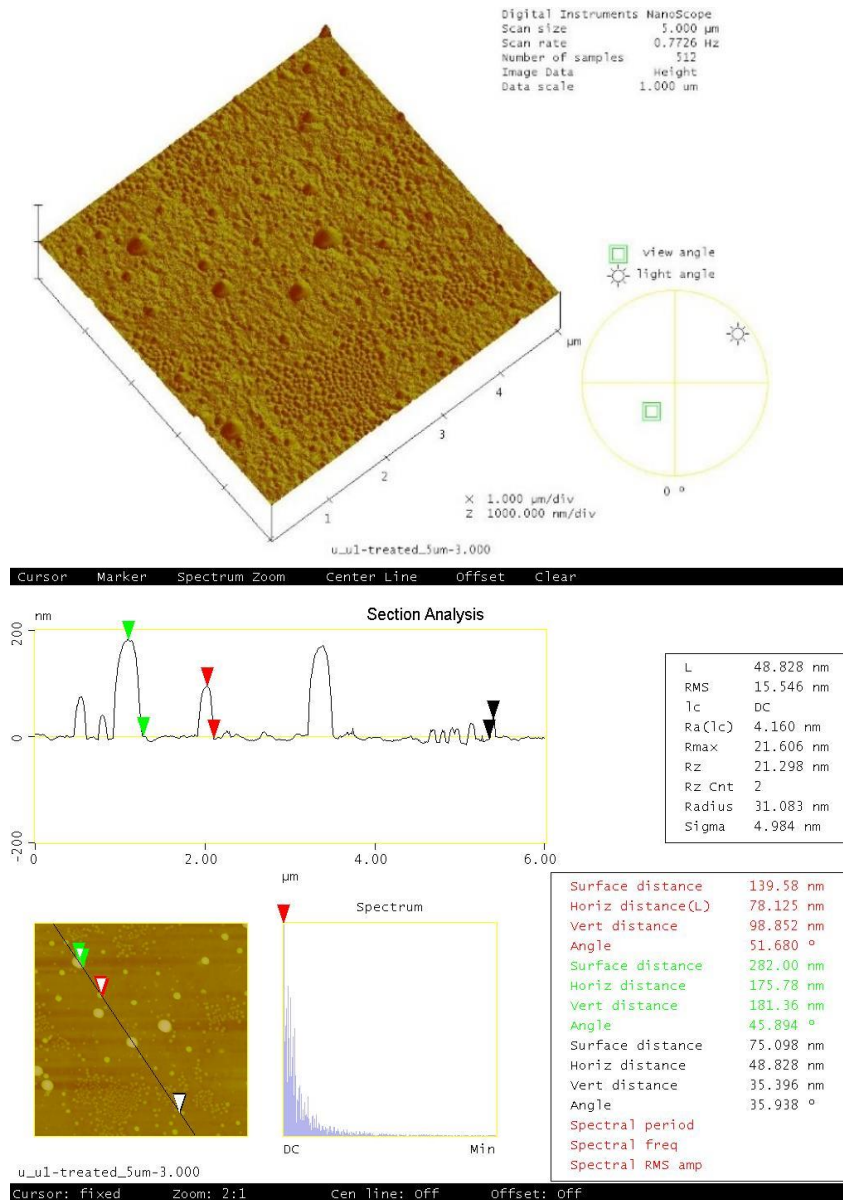 Digital Instruments NanoScope
Scan size 5.000 µm
Scan rate 0.7726 Hz
Number of samples 512
Image Data Height
Data scale 1.000 um
view angle
light angle
µm
4
3
2
1
0 º
X 1.000 µm/div
Z 1000.000 nm/div
u_u1-treated_5um-3.000
Cursor Marker Spectrum Zoom Center Line Offset Clear
nm
Section Analysis
200
0
-200
0 2.00 4.00 6.00
µm
L 48.828 nm
RMS 15.546 nm
lc DC
Ra(lc) 4.160 nm
Rmax 21.606 nm
Rz 21.298 nm
Rz Cnt 2
Radius 31.083 nm
Sigma 4.984 nm
Spectrum
DC Min
Surface distance 139.58 nm
Horiz distance(L) 78.125 nm
Vert distance 98.852 nm
Angle 51.680 º
Surface distance 282.00 nm
Horiz distance 175.78 nm
Vert distance 181.36 nm
Angle 45.894 º
Surface distance 75.098 nm
Horiz distance 48.828 nm
Vert distance 35.396 nm
Angle 35.938 º
Spectral period
Spectral freq
Spectral RMS amp
u_u1-treated_5um-3.000
Cursor: fixed Zoom: 2:1 Cen line: Off Offset: Off